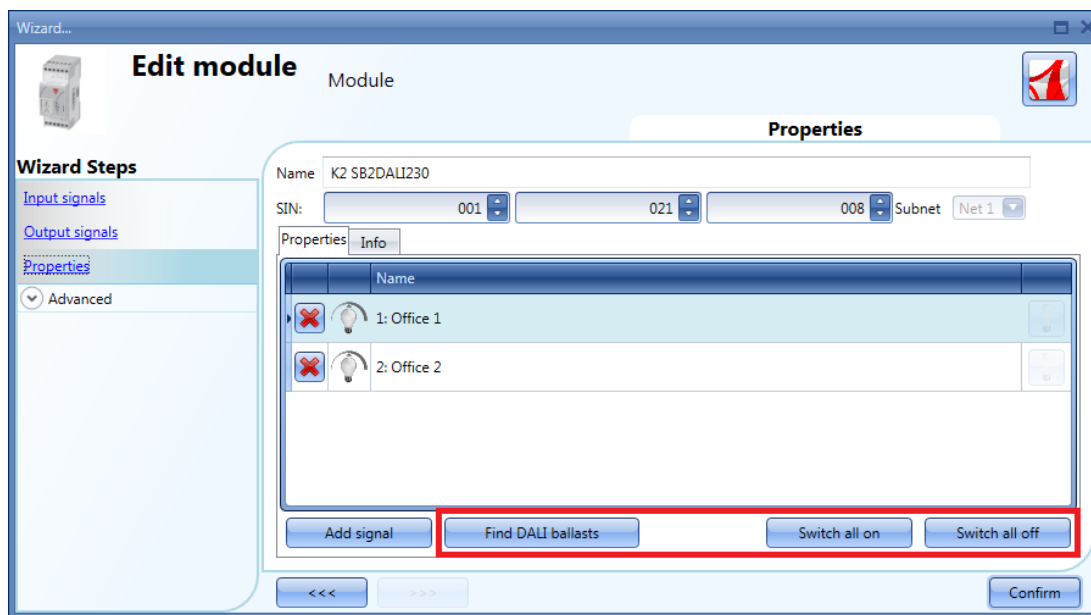 Wizard...
Edit module
Module
Properties
Wizard Steps
Input signals
Output signals
Properties
Advanced
Name K2 SB2DALI230
SIN: 001 021 008 Subnet Net 1
Properties Info
Name
1: Office 1
2: Office 2
Add signal Find DALI ballasts Switch all on Switch all off
<<< >>> Confirm